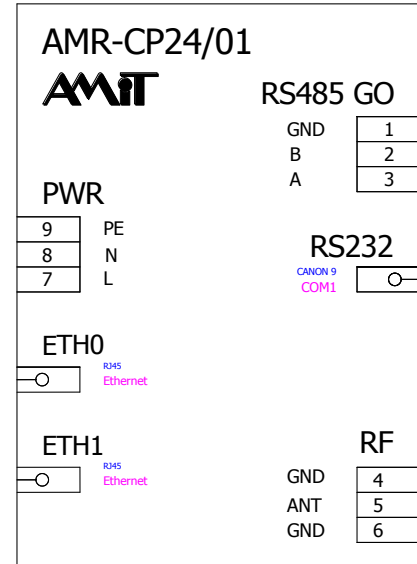 AMR-CP24/01
AMiT
RS485 GO
GND 1
B 2
A 3
PWR
9 PE
8 N
7 L
RS232
CANON 9
COM1
ETH0
RJ45
Ethernet
ETH1
RJ45
Ethernet
RF
GND 4
ANT 5
GND 6